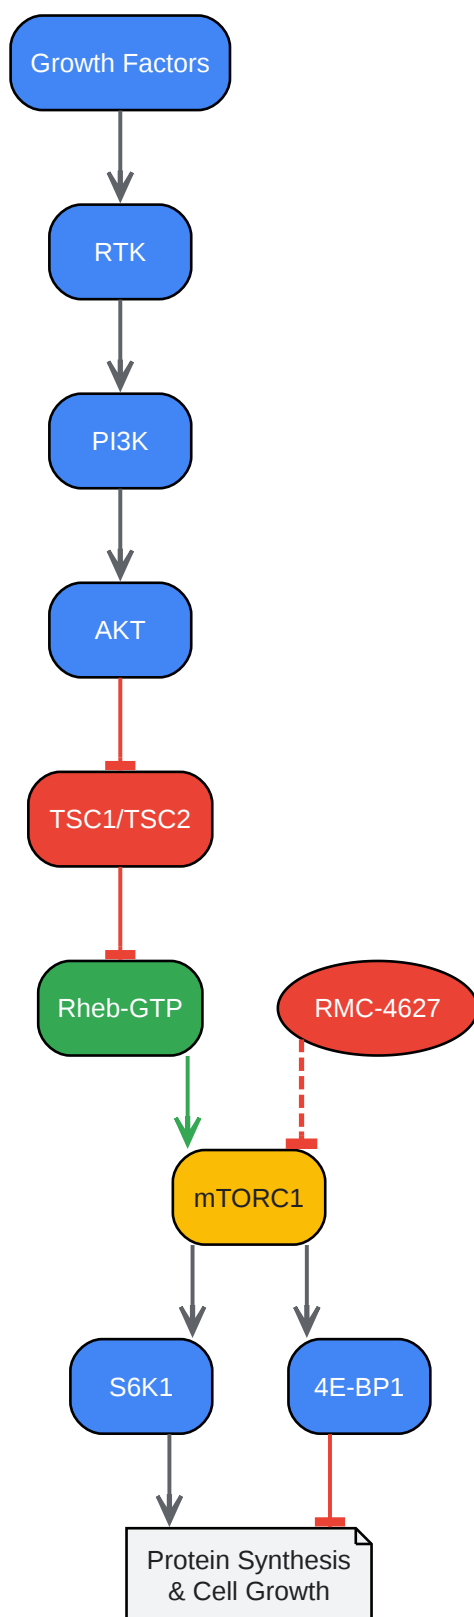 Growth Factors
RTK
PI3K
AKT
TSC1/TSC2
Rheb-GTP
RMC-4627
mTORC1
S6K1
4E-BP1
Protein Synthesis
& Cell Growth